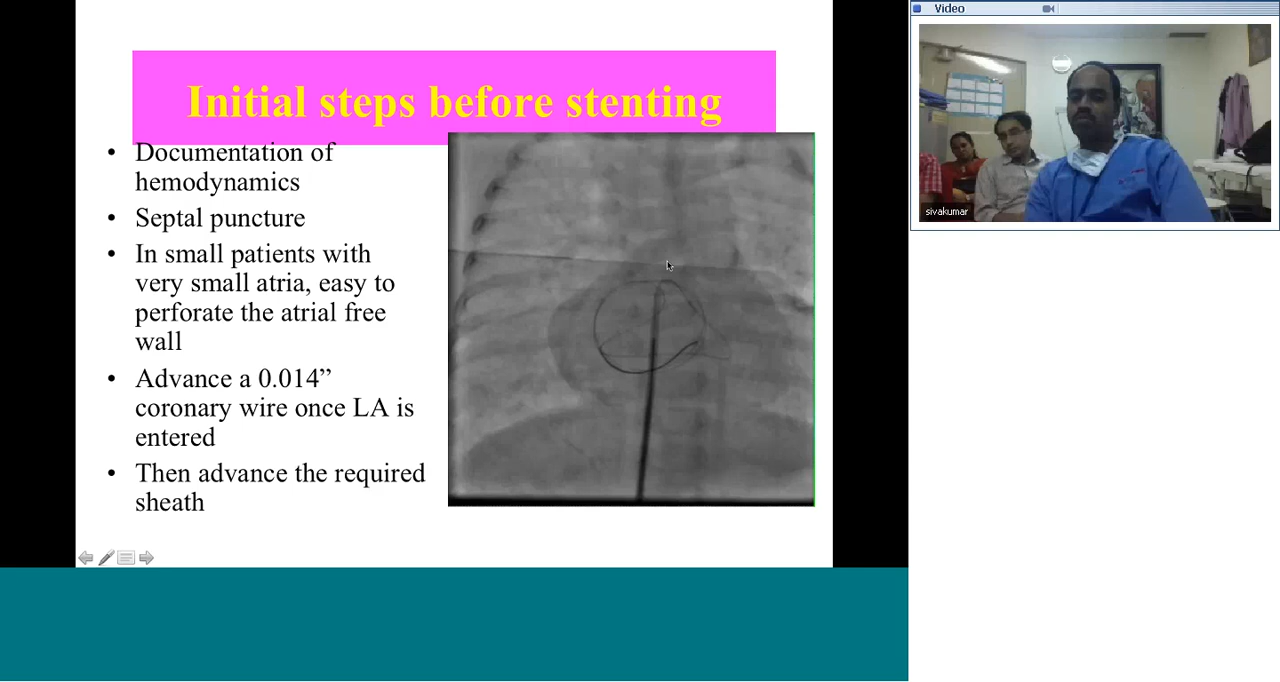 Initial steps before stenting
• Documentation of
hemodynamics
• Septal puncture
• In small patients with
very small atria, easy to
perforate the atrial free
wall
• Advance a 0.014”
coronary wire once LA is
entered
• Then advance the required
sheath
Video
sivakumar